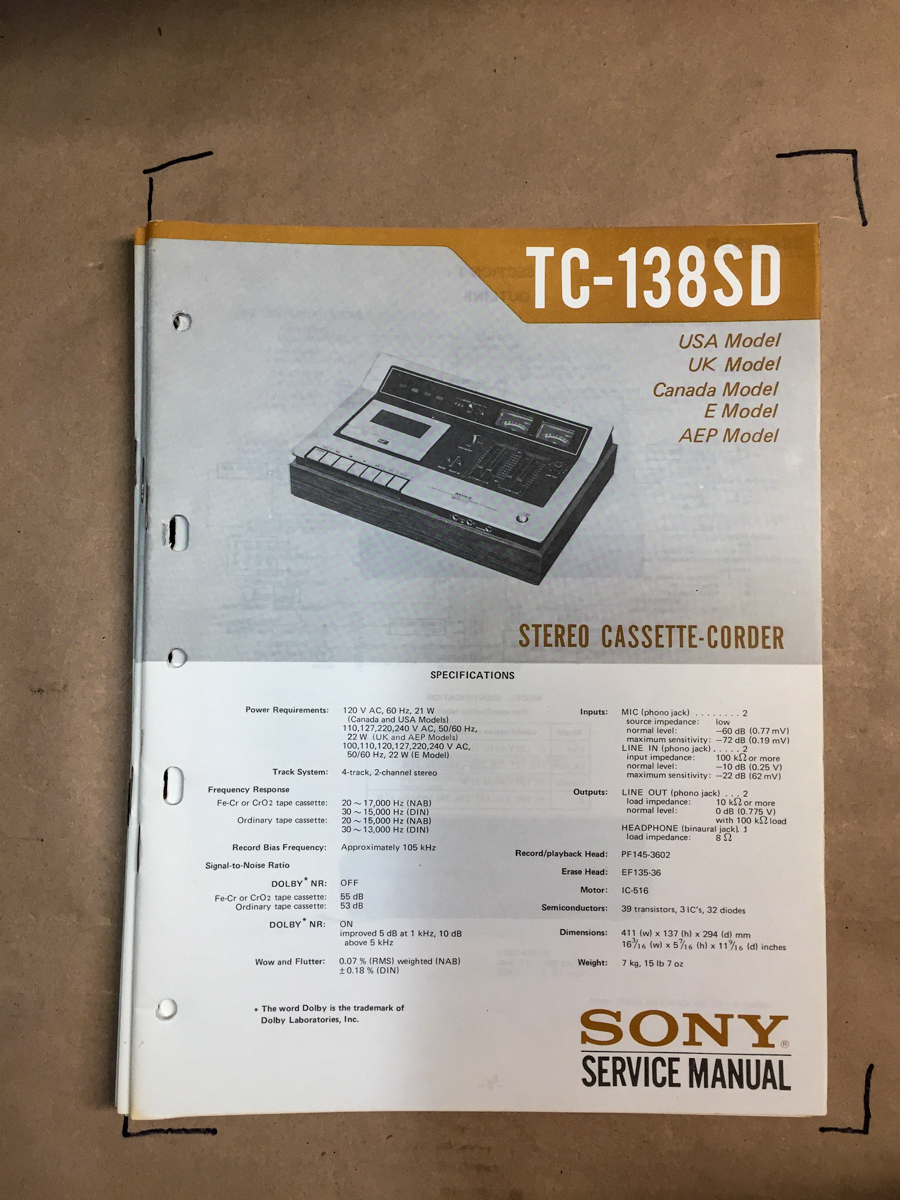 TC-138SD
USA Model
UK Model
Canada Model
E Model
AEP Model
SONY
STEREO CASSETTE-CORDER
SPECIFICATIONS
Power Requirements: 120 V AC, 60 Hz, 21 W
(Canada and USA Models)
110,127,220,240 V AC, 50/60 Hz,
22 W (UK and AEP Models)
100,110,120,127,220,240 V AC,
50/60 Hz, 22 W (E Model)
Track System: 4-track, 2-channel stereo
Frequency Response
Fe-Cr or CrO2 tape cassette: 20 ~ 17,000 Hz (NAB)
30 ~ 15,000 Hz (DIN)
Ordinary tape cassette: 20 ~ 15,000 Hz (NAB)
30 ~ 13,000 Hz (DIN)
Record Bias Frequency: Approximately 105 kHz
Signal-to-Noise Ratio
DOLBY* NR: OFF
Fe-Cr or CrO2 tape cassette: 55 dB
Ordinary tape cassette: 53 dB
DOLBY* NR: ON
improved 5 dB at 1 kHz, 10 dB
above 5 kHz
Wow and Flutter: 0.07 % (RMS) weighted (NAB)
±0.18 % (DIN)
* The word Dolby is the trademark of
Dolby Laboratories, Inc.
Inputs: MIC (phono jack) . . . . . . . . 2
source impedance: low
normal level: −60 dB (0.77 mV)
maximum sensitivity: −72 dB (0.19 mV)
LINE IN (phono jack) . . . . . 2
input impedance: 100 kΩ or more
normal level: −10 dB (0.25 V)
maximum sensitivity: −22 dB (62 mV)
Outputs: LINE OUT (phono jack) . . . 2
load impedance: 10 kΩ or more
normal level: 0 dB (0.775 V)
with 100 kΩ load
HEADPHONE (binaural jack). 1
load impedance: 8 Ω
Record/playback Head: PF145-3602
Erase Head: EF135-36
Motor: IC-516
Semiconductors: 39 transistors, 3 IC's, 32 diodes
Dimensions: 411 (w) x 137 (h) x 294 (d) mm
16 3/16 (w) x 5 7/16 (h) x 11 9/16 (d) inches
Weight: 7 kg, 15 lb 7 oz
SONY®
SERVICE MANUAL